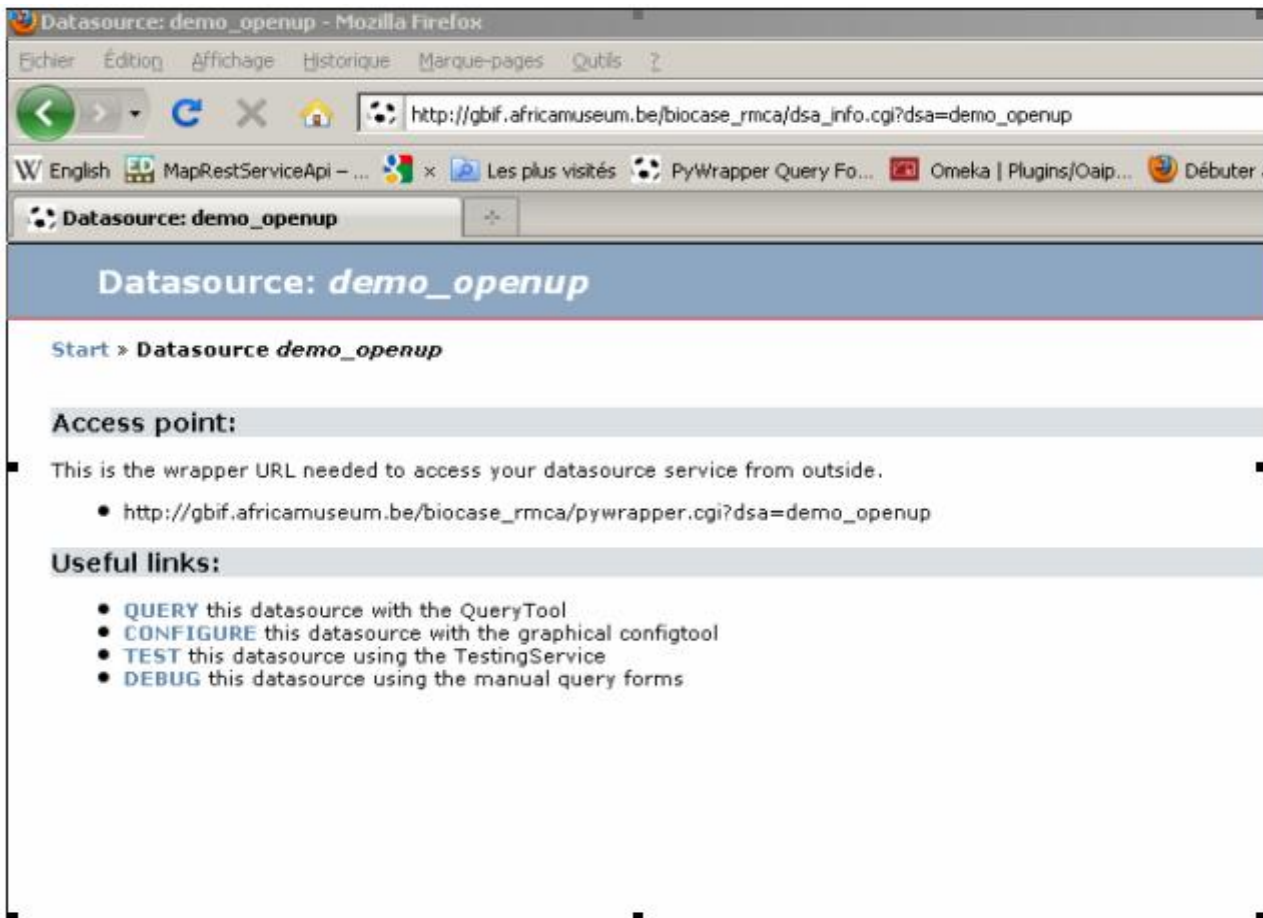 Datasource: demo_openup - Mozilla Firefox
Fichier Édition Affichage Historique Marque-pages Outils ?
http://gbif.africamuseum.be/biocase_rmca/dsa_info.cgi?dsa=demo_openup
W English MapRestServiceApi – ... × Les plus visités PyWrapper Query Fo... Omeka | Plugins/Oaip... Débuter
Datasource: demo_openup
Datasource: demo_openup
Start » Datasource demo_openup
Access point:
This is the wrapper URL needed to access your datasource service from outside.
• http://gbif.africamuseum.be/biocase_rmca/pywrapper.cgi?dsa=demo_openup
Useful links:
• QUERY this datasource with the QueryTool
• CONFIGURE this datasource with the graphical configtool
• TEST this datasource using the TestingService
• DEBUG this datasource using the manual query forms